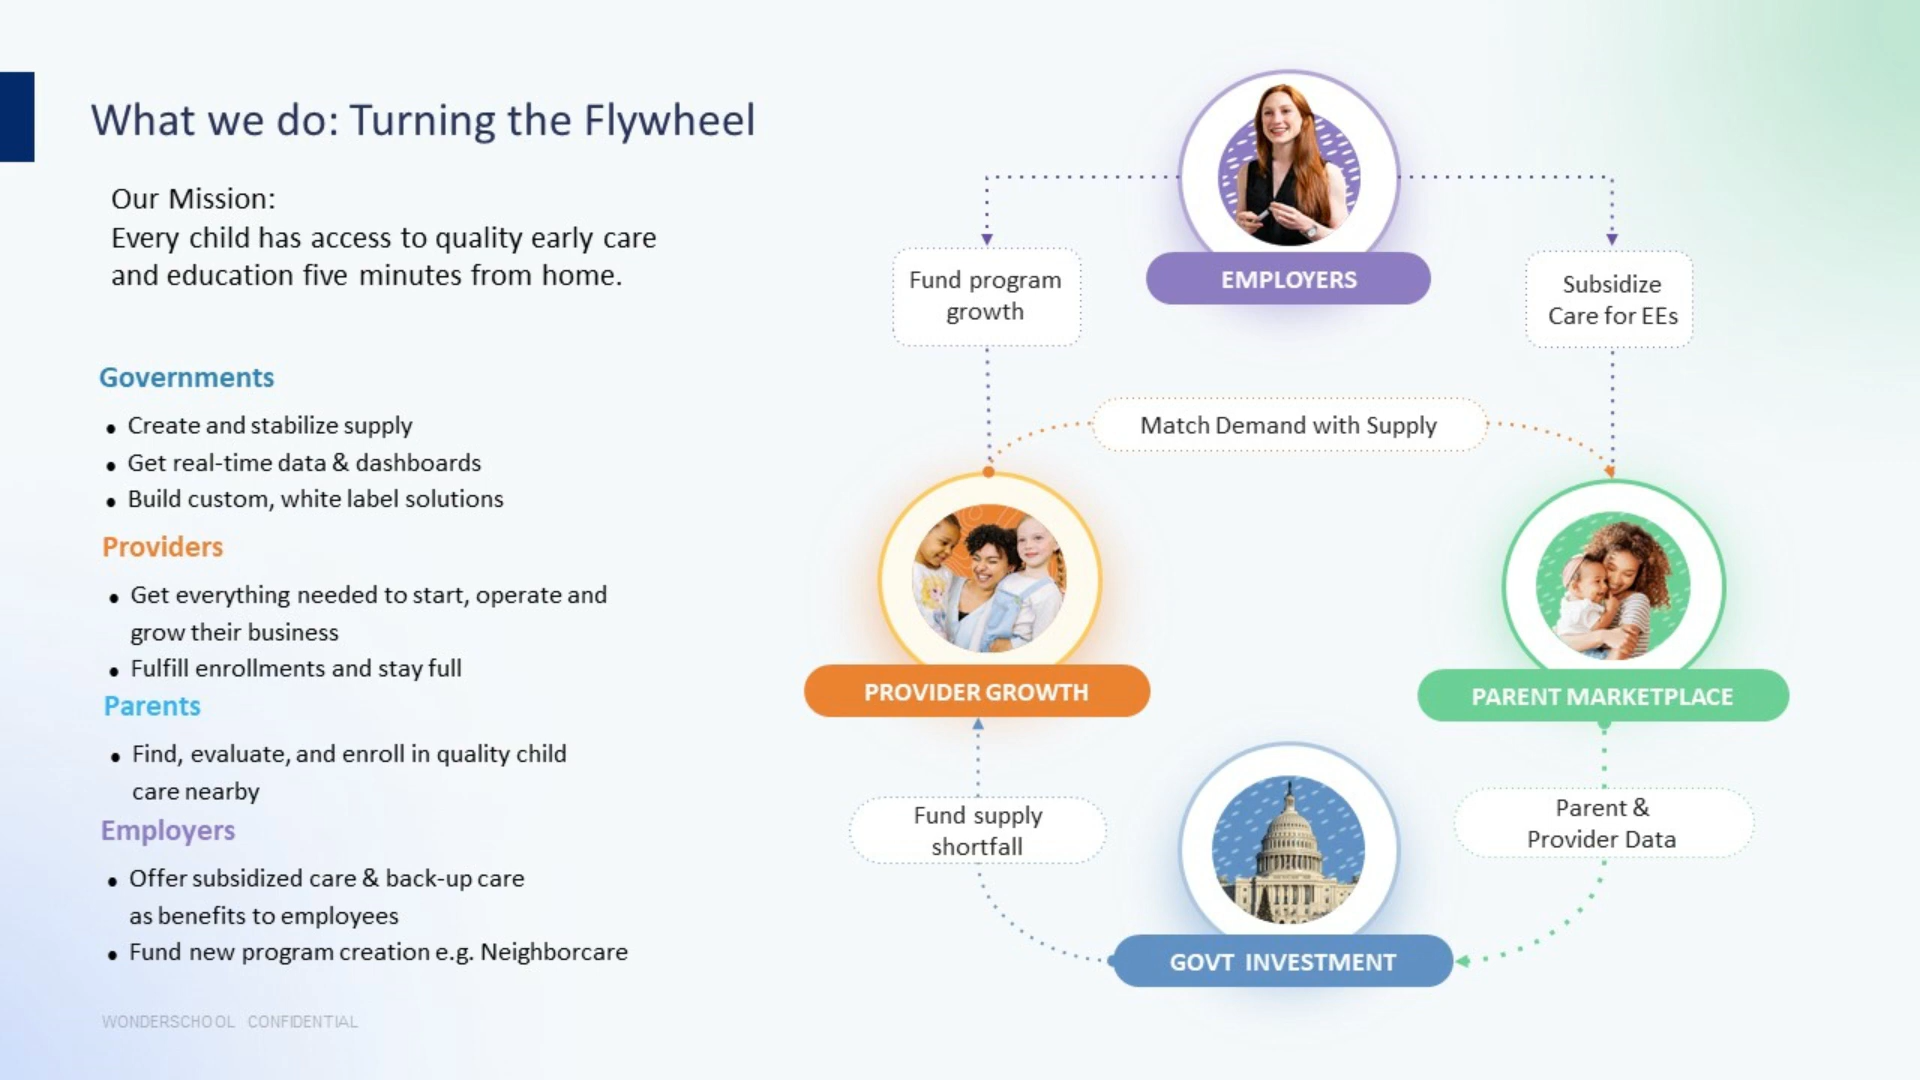 What we do: Turning the Flywheel
Our Mission:
Every child has access to quality early care
and education five minutes from home.
Governments
• Create and stabilize supply
• Get real-time data & dashboards
• Build custom, white label solutions
Providers
• Get everything needed to start, operate and
grow their business
• Fulfill enrollments and stay full
Parents
• Find, evaluate, and enroll in quality child
care nearby
Employers
• Offer subsidized care & back-up care
as benefits to employees
• Fund new program creation e.g. Neighborcare
WONDERSCHOOL CONFIDENTIAL
EMPLOYERS
Fund program
growth
Subsidize
Care for EEs
Match Demand with Supply
PROVIDER GROWTH
PARENT MARKETPLACE
Fund supply
shortfall
Parent &
Provider Data
GOVT INVESTMENT